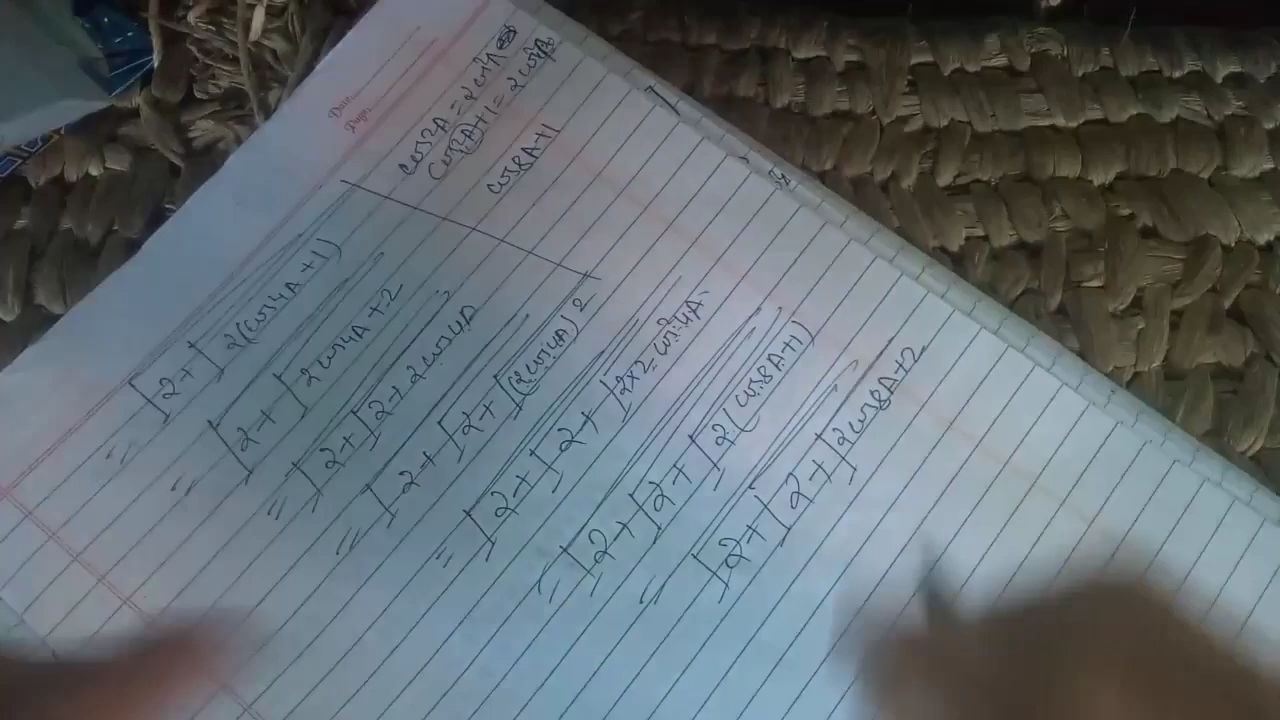 Date:
Page:
cos2A = 2cos²A
cos2A+1 = 2cos²A
cos8A+1
= √2+√2(cos4A+1)
= √2+√2cos4A+2
= √2+√2+2cos4A
= √2+√2+√(2cos4A)2
= √2+√2+√2×2-cos²4A
= √2+√2+√2(cos8A+1)
= √2+√2+√2cos8A+2